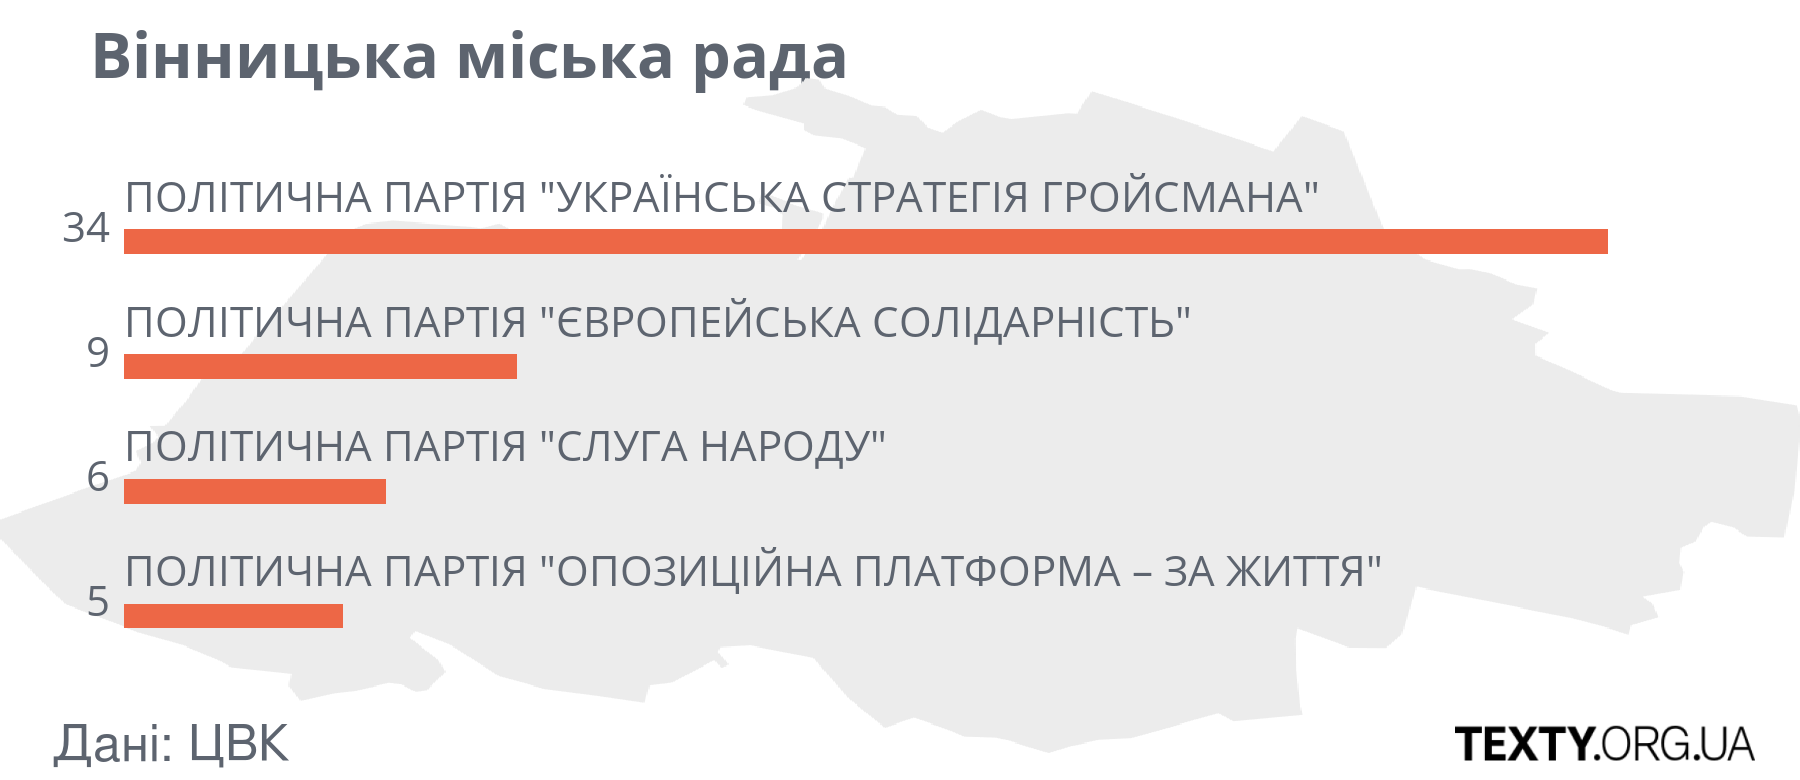 Вінницька міська рада
ПОЛІТИЧНА ПАРТІЯ "УКРАЇНСЬКА СТРАТЕГІЯ ГРОЙСМАНА"
34
ПОЛІТИЧНА ПАРТІЯ "ЄВРОПЕЙСЬКА СОЛІДАРНІСТЬ"
9
ПОЛІТИЧНА ПАРТІЯ "СЛУГА НАРОДУ"
6
ПОЛІТИЧНА ПАРТІЯ "ОПОЗИЦІЙНА ПЛАТФОРМА – ЗА ЖИТТЯ"
5
Дані: ЦВК
TEXTY.ORG.UA